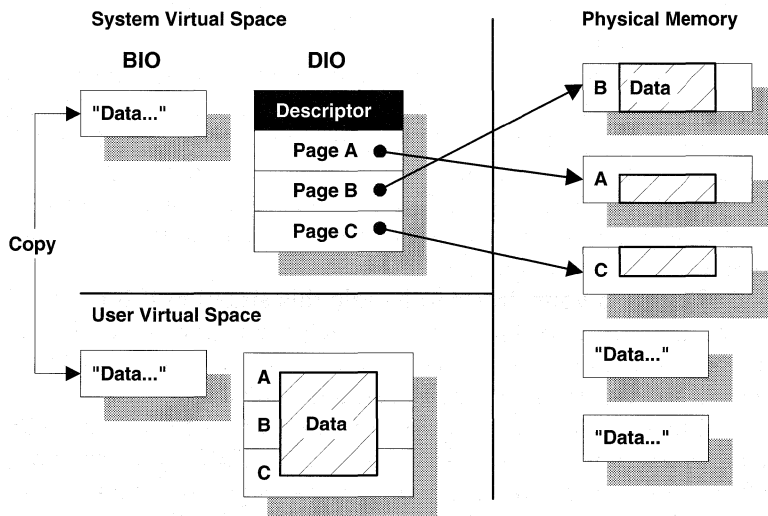 System Virtual Space
BIO
DIO
"Data..."
Descriptor
Page A
Page B
Page C
Copy
User Virtual Space
"Data..."
A
B
C
Data
Physical Memory
B
Data
A
C
"Data..."
"Data..."